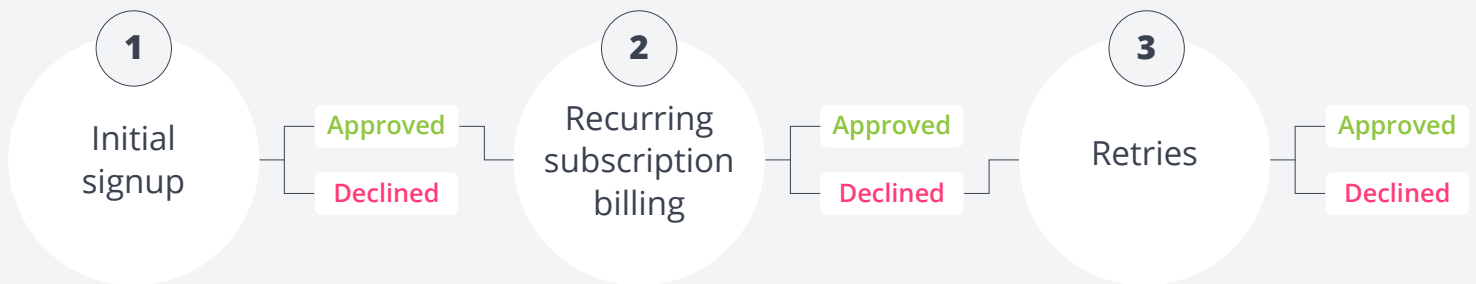 1
Initial
signup
Approved
Declined
2
Recurring
subscription
billing
Approved
Declined
3
Retries
Approved
Declined